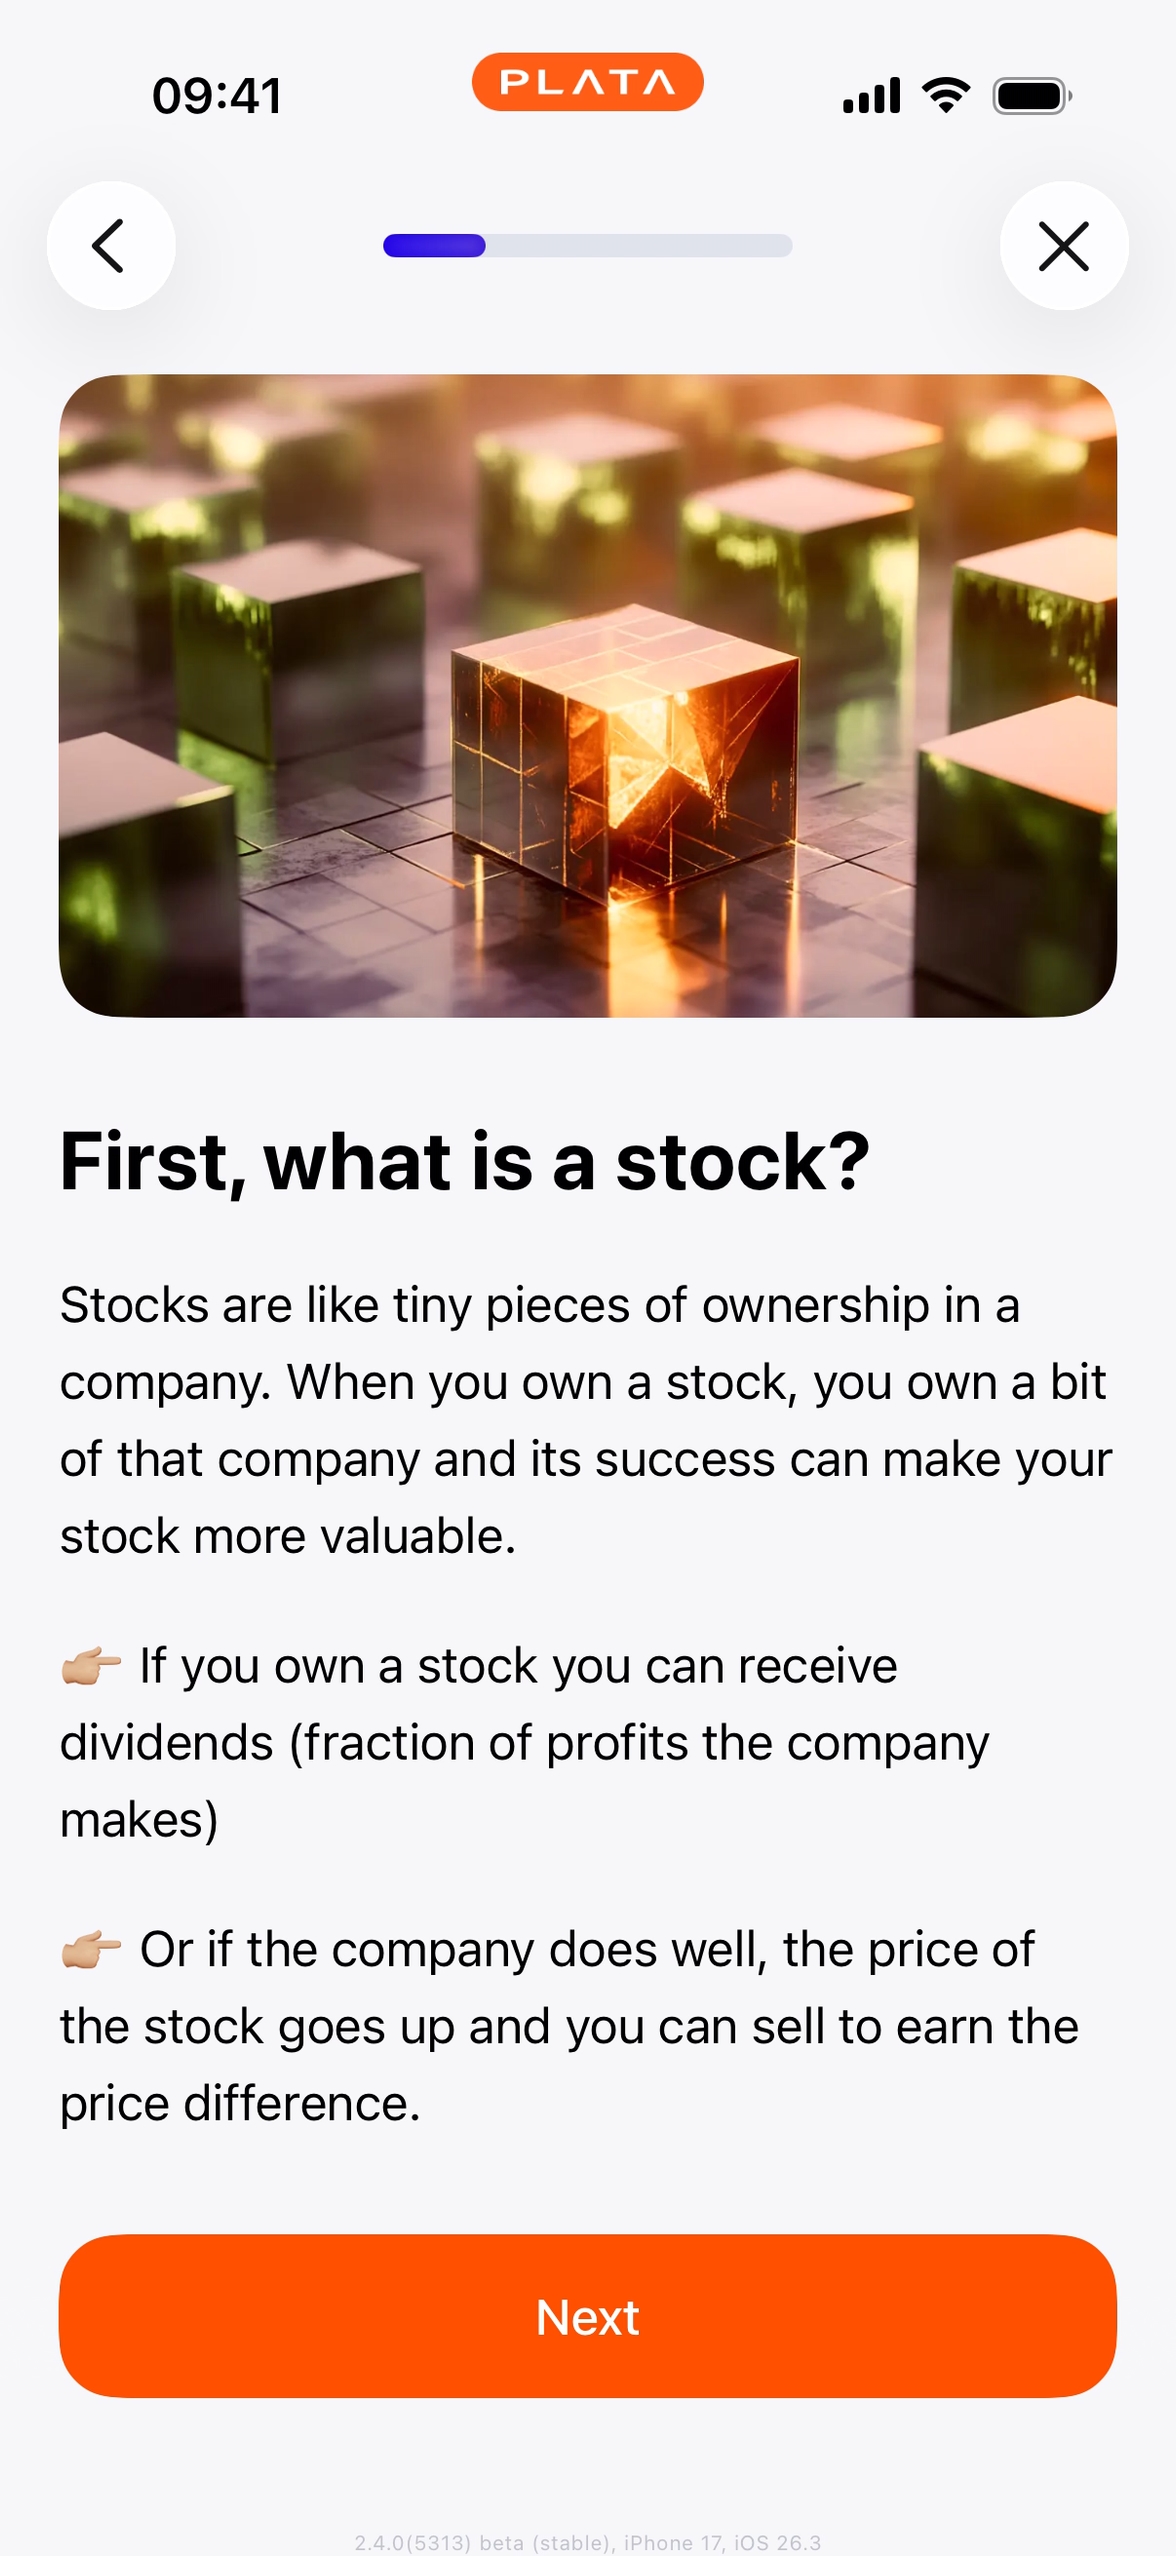 09:41
PLATA
First, what is a stock?
Stocks are like tiny pieces of ownership in a
company. When you own a stock, you own a bit
of that company and its success can make your
stock more valuable.
👉🏼 If you own a stock you can receive
dividends (fraction of profits the company
makes)
👉🏼 Or if the company does well, the price of
the stock goes up and you can sell to earn the
price difference.
Next
2.4.0(5313) beta (stable), iPhone 17, iOS 26.3